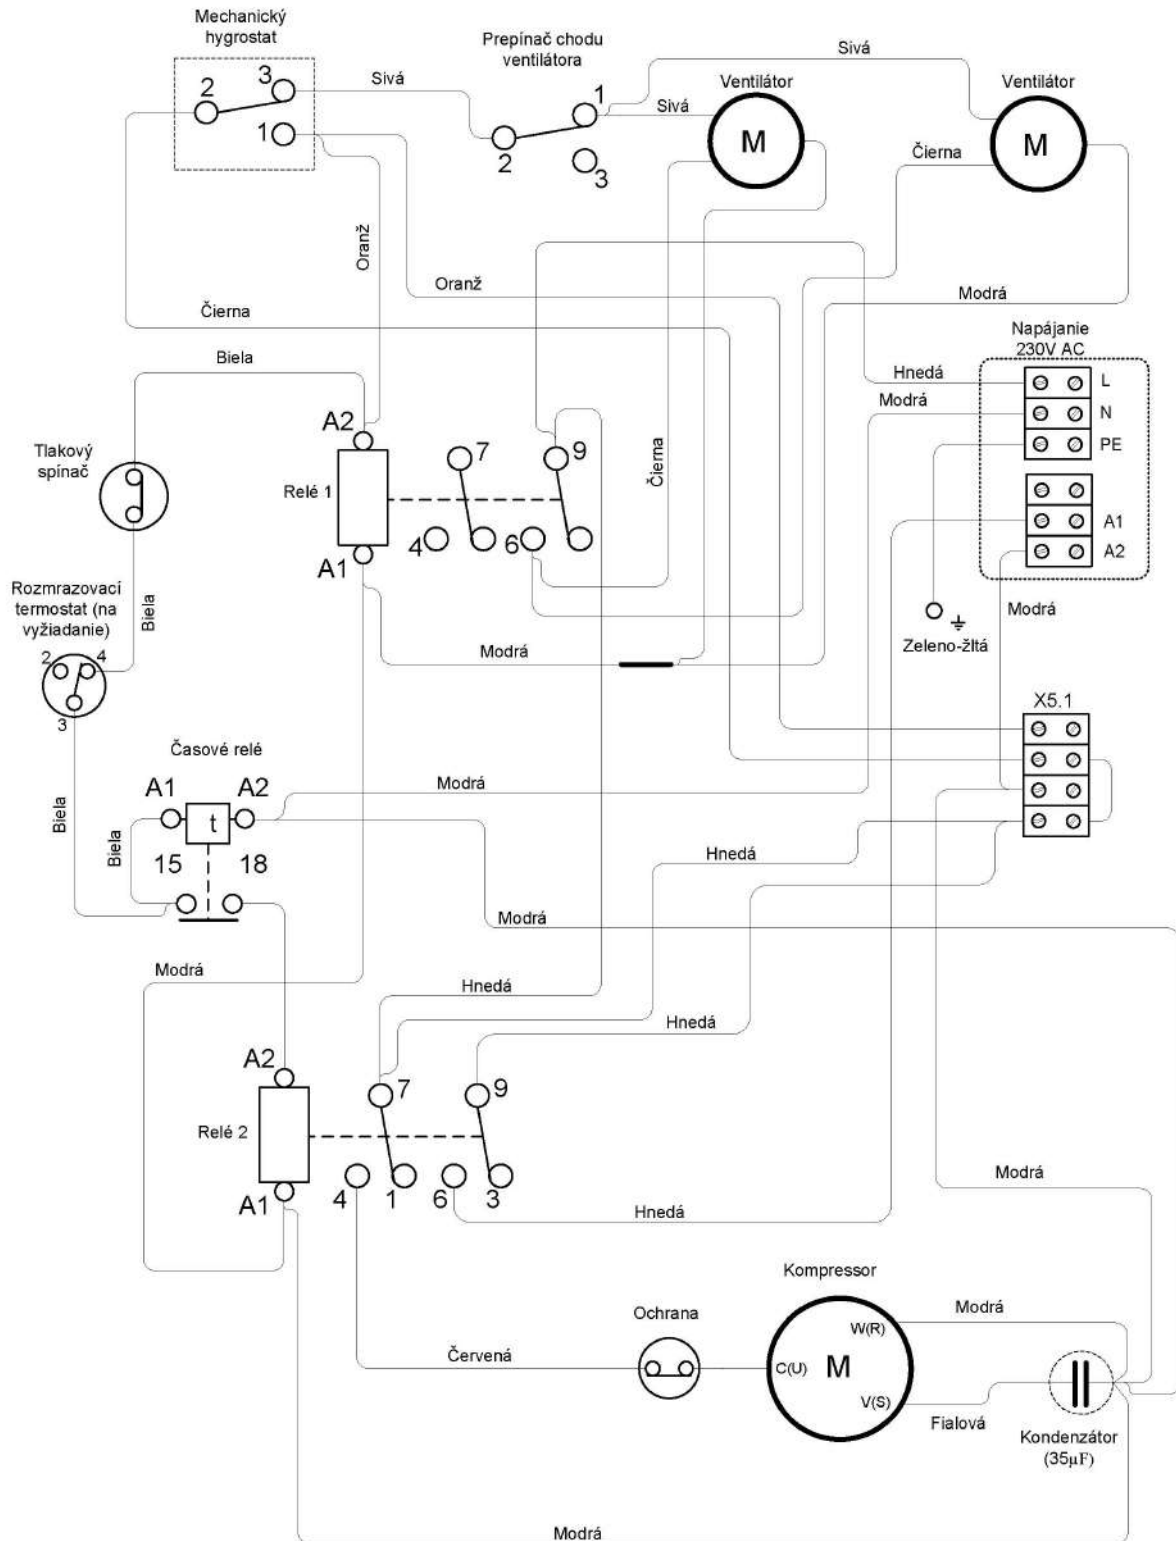 Mechanický
hygrostat
Prepínač chodu
ventilátora
Sivá
Sivá
Sivá
Ventilátor
Ventilátor
3
2
1
1
2
3
M
M
Čierna
Oranž
Oranž
Čierna
Modrá
Biela
Napájanie
230V AC
Hnedá
L
Modrá
N
PE
A2
7
9
Tlakový
spínač
Relé 1
Čierna
4
6
A1
A1
A2
Rozmrazovací
termostat (na
vyžiadanie)
Biela
Modrá
Modrá
Zeleno-žltá
2
4
3
X5.1
Časové relé
A1
A2
Modrá
t
Biela
Biela
15
18
Hnedá
Modrá
Modrá
Hnedá
Hnedá
A2
7
9
Relé 2
4
1
6
3
A1
Hnedá
Modrá
Kompressor
Ochrana
Modrá
W(R)
Červená
C(U)
M
V(S)
Fialová
Kondenzátor
(35µF)
Modrá